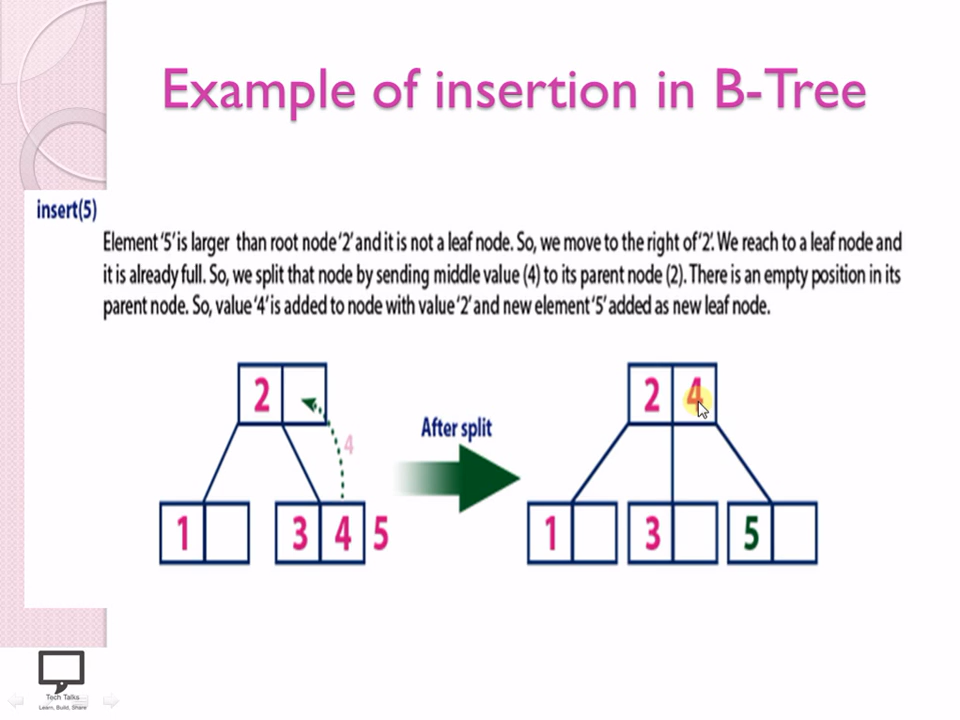 Example of insertion in B-Tree
insert(5)
Element '5' is larger than root node '2' and it is not a leaf node. So, we move to the right of '2'. We reach to a leaf node and
it is already full. So, we split that node by sending middle value (4) to its parent node (2). There is an empty position in its
parent node. So, value '4' is added to node with value '2' and new element '5' added as new leaf node.
2
4
After split
1
3 4 5
2 4
1
3
5
Tech Talks
Learn, Build, Share